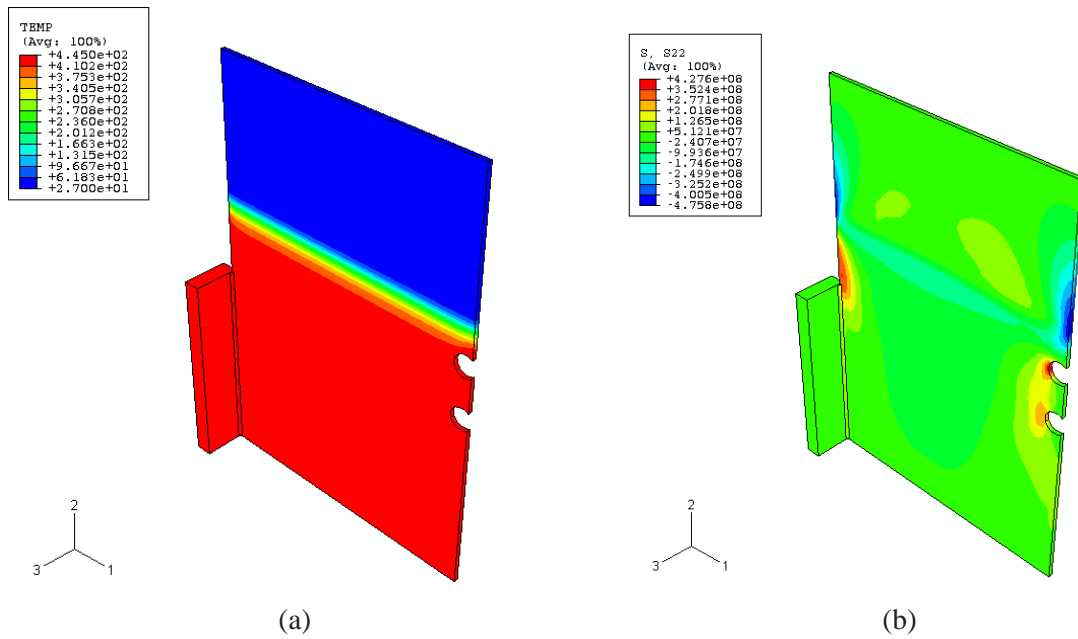 TEMP
(Avg: 100%)
+4.450e+02
+4.102e+02
+3.753e+02
+3.405e+02
+3.057e+02
+2.708e+02
+2.360e+02
+2.012e+02
+1.663e+02
+1.315e+02
+9.667e+01
+6.183e+01
+2.700e+01
2
3
1
(a)
S, S22
(Avg: 100%)
+4.276e+08
+3.524e+08
+2.771e+08
+2.018e+08
+1.265e+08
+5.121e+07
-2.407e+07
-9.936e+07
-1.746e+08
-2.499e+08
-3.252e+08
-4.005e+08
-4.758e+08
2
3
1
(b)